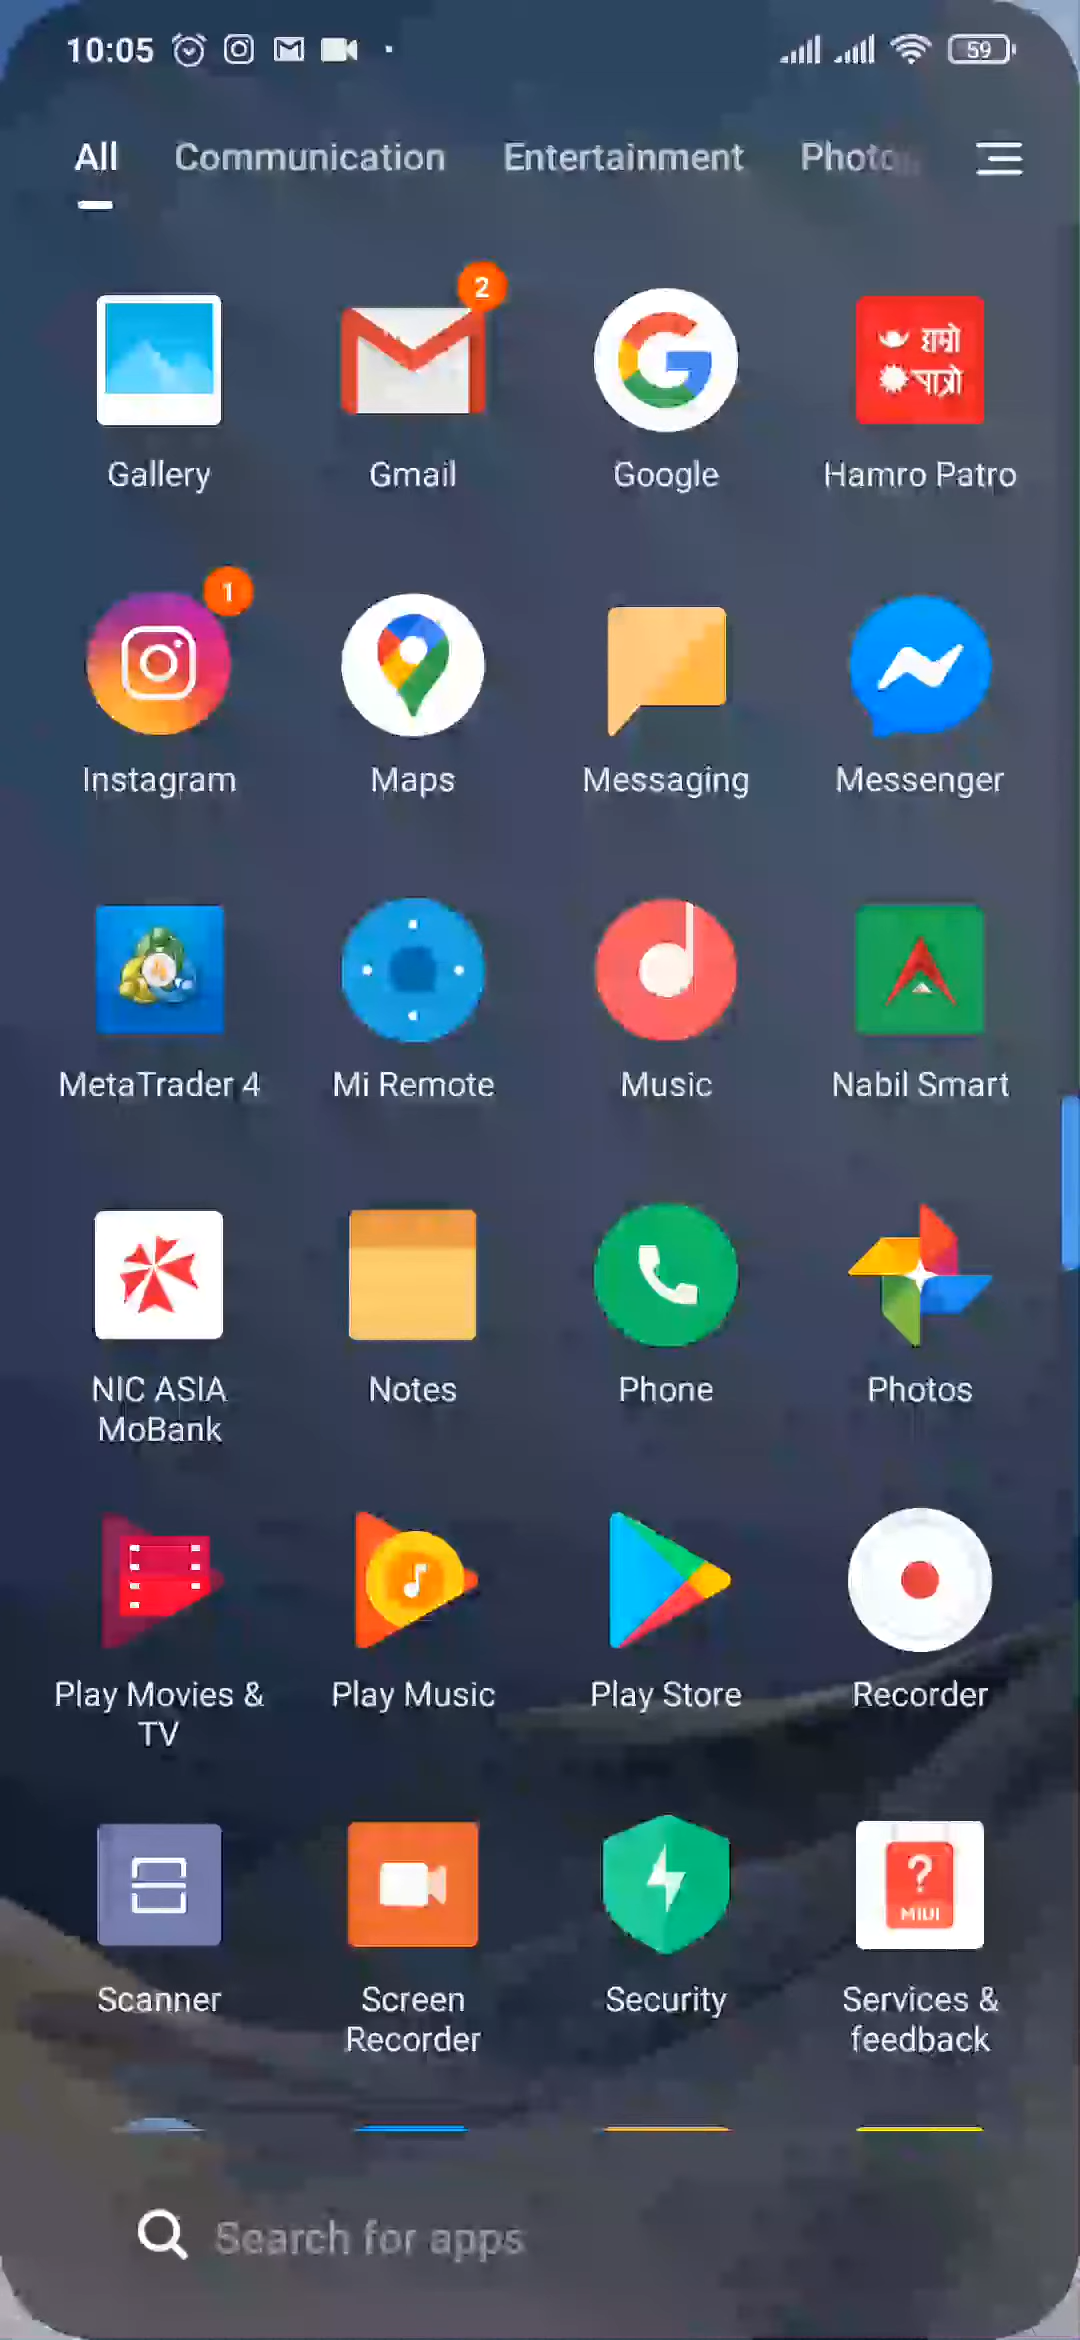 10:05
59
All Communication Entertainment Photo
2
Gallery Gmail Google Hamro Patro
हाम्रो
पात्रो
1
Instagram Maps Messaging Messenger
4
MetaTrader 4 Mi Remote Music Nabil Smart
NIC ASIA MoBank Notes Phone Photos
Play Movies & TV Play Music Play Store Recorder
?
MIUI
Scanner Screen Recorder Security Services & feedback
Search for apps